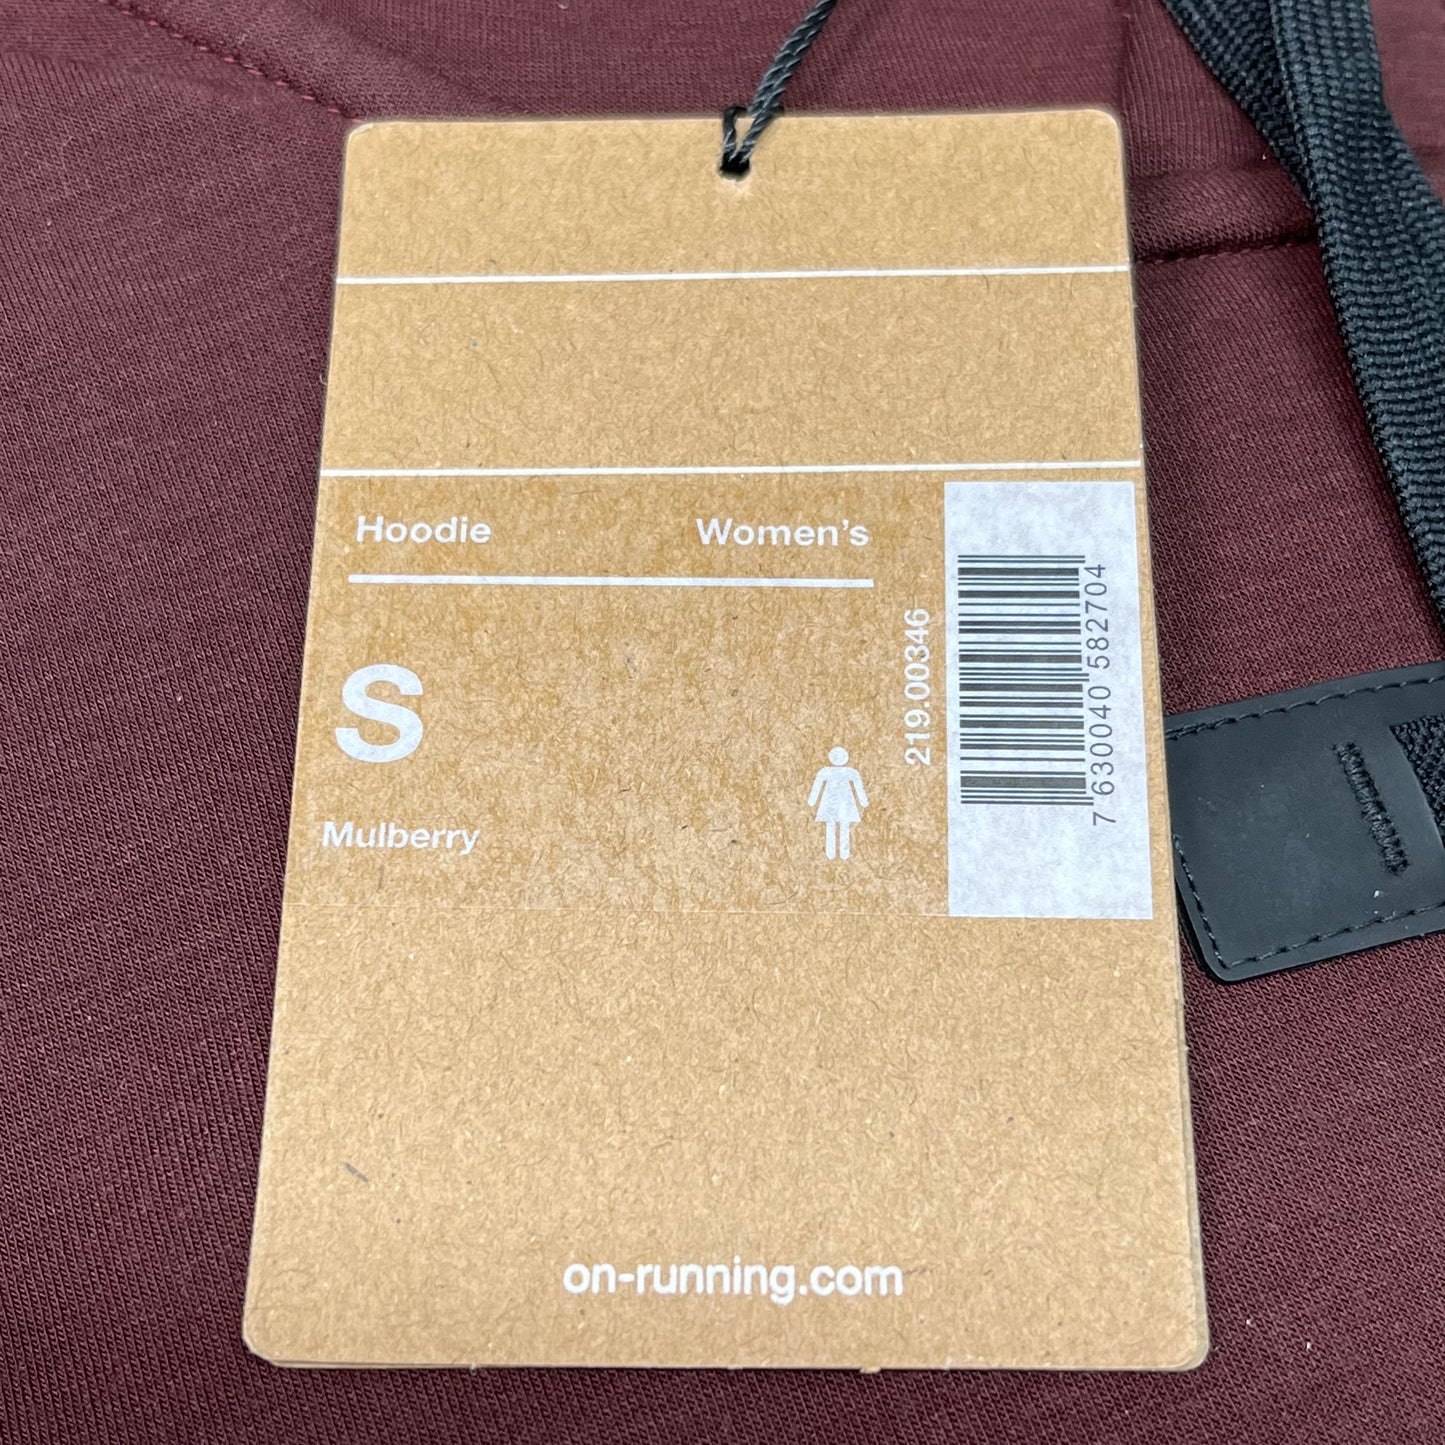 Hoodie Women's
S
Mulberry
219.00346
7 630040 582704
on-running.com